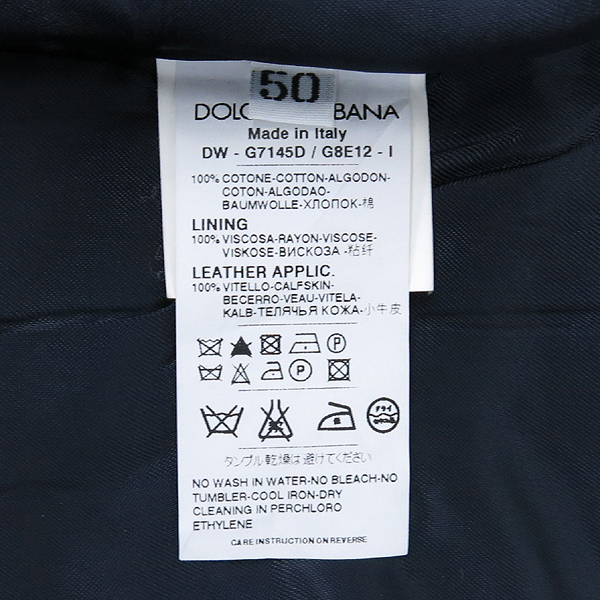 50
DOLC BANA
Made in Italy
DW - G7145D / G8E12 - I
100% COTONE-COTTON-ALGODON-
COTON-ALGODAO-
BAUMWOLLE-ХЛОПОК-棉
LINING
100% VISCOSA-RAYON-VISCOSE-
VISKOSE-ВИСКОЗА -粘纤
LEATHER APPLIC.
100% VITELLO-CALFSKIN-
BECERRO-VEAU-VITELA-
KALB-ТЕЛЯЧЬЯ КОЖА-小牛皮
P
P
ドライ
タンブル乾燥は避けてください
NO WASH IN WATER-NO BLEACH-NO
TUMBLER-COOL IRON-DRY
CLEANING IN PERCHLORO
ETHYLENE
CARE INSTRUCTION ON REVERSE